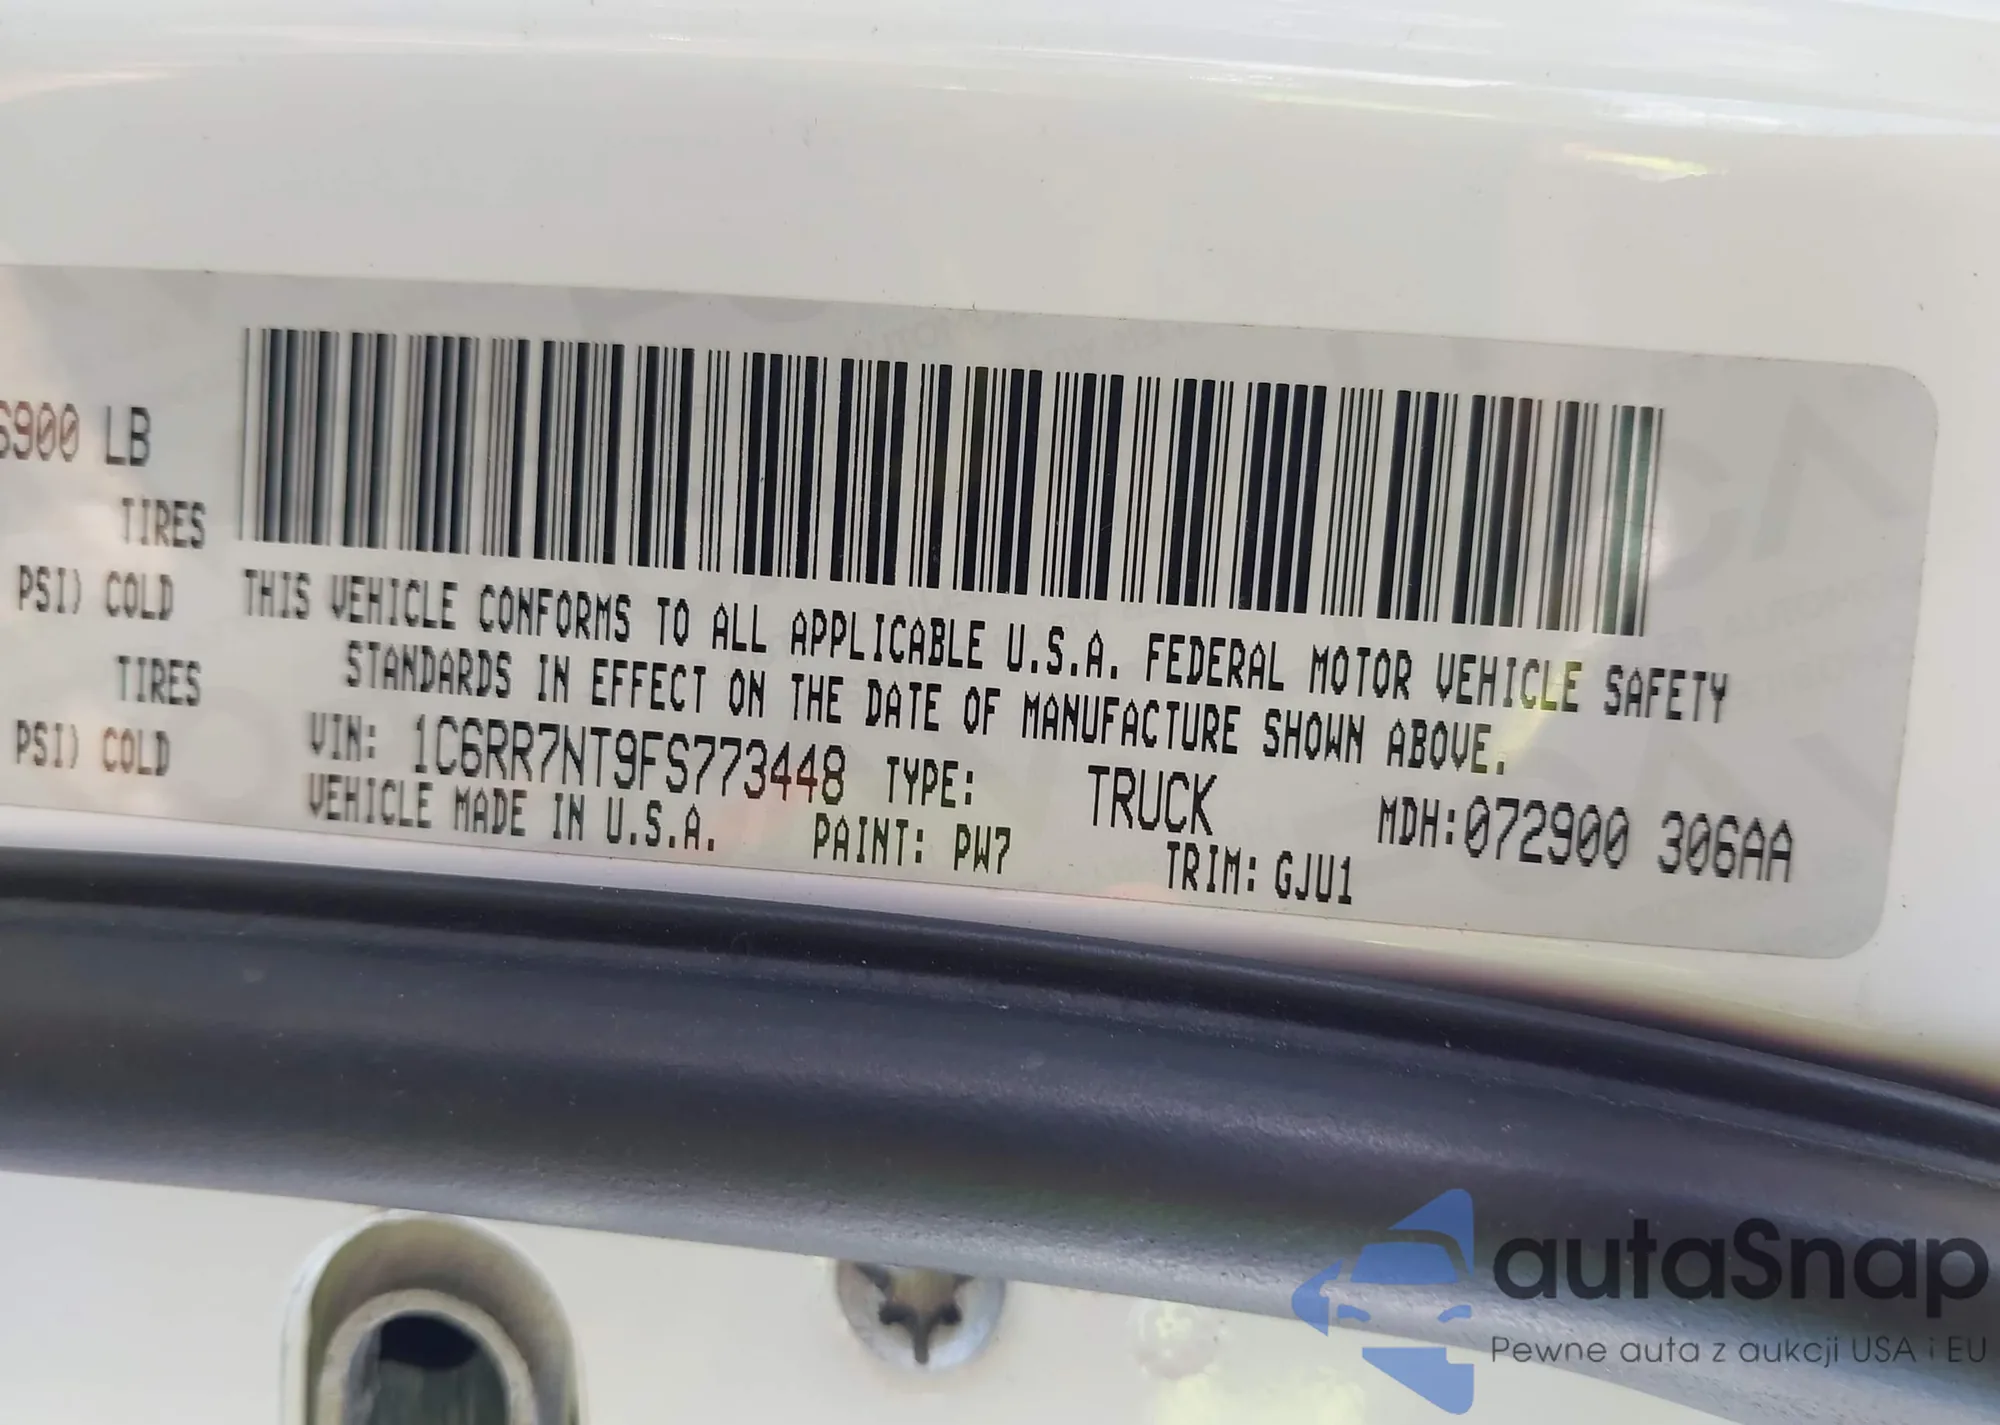 6900 LB
TIRES
PSI) COLD
TIRES
PSI) COLD
THIS VEHICLE CONFORMS TO ALL APPLICABLE U.S.A. FEDERAL MOTOR VEHICLE SAFETY
STANDARDS IN EFFECT ON THE DATE OF MANUFACTURE SHOWN ABOVE.
VIN: 1C6RR7NT9FS773448 TYPE: TRUCK MDH:072900 306AA
VEHICLE MADE IN U.S.A. PAINT: PW7 TRIM: GJU1
autaSnap
Pewne auta z aukcji USA i EU